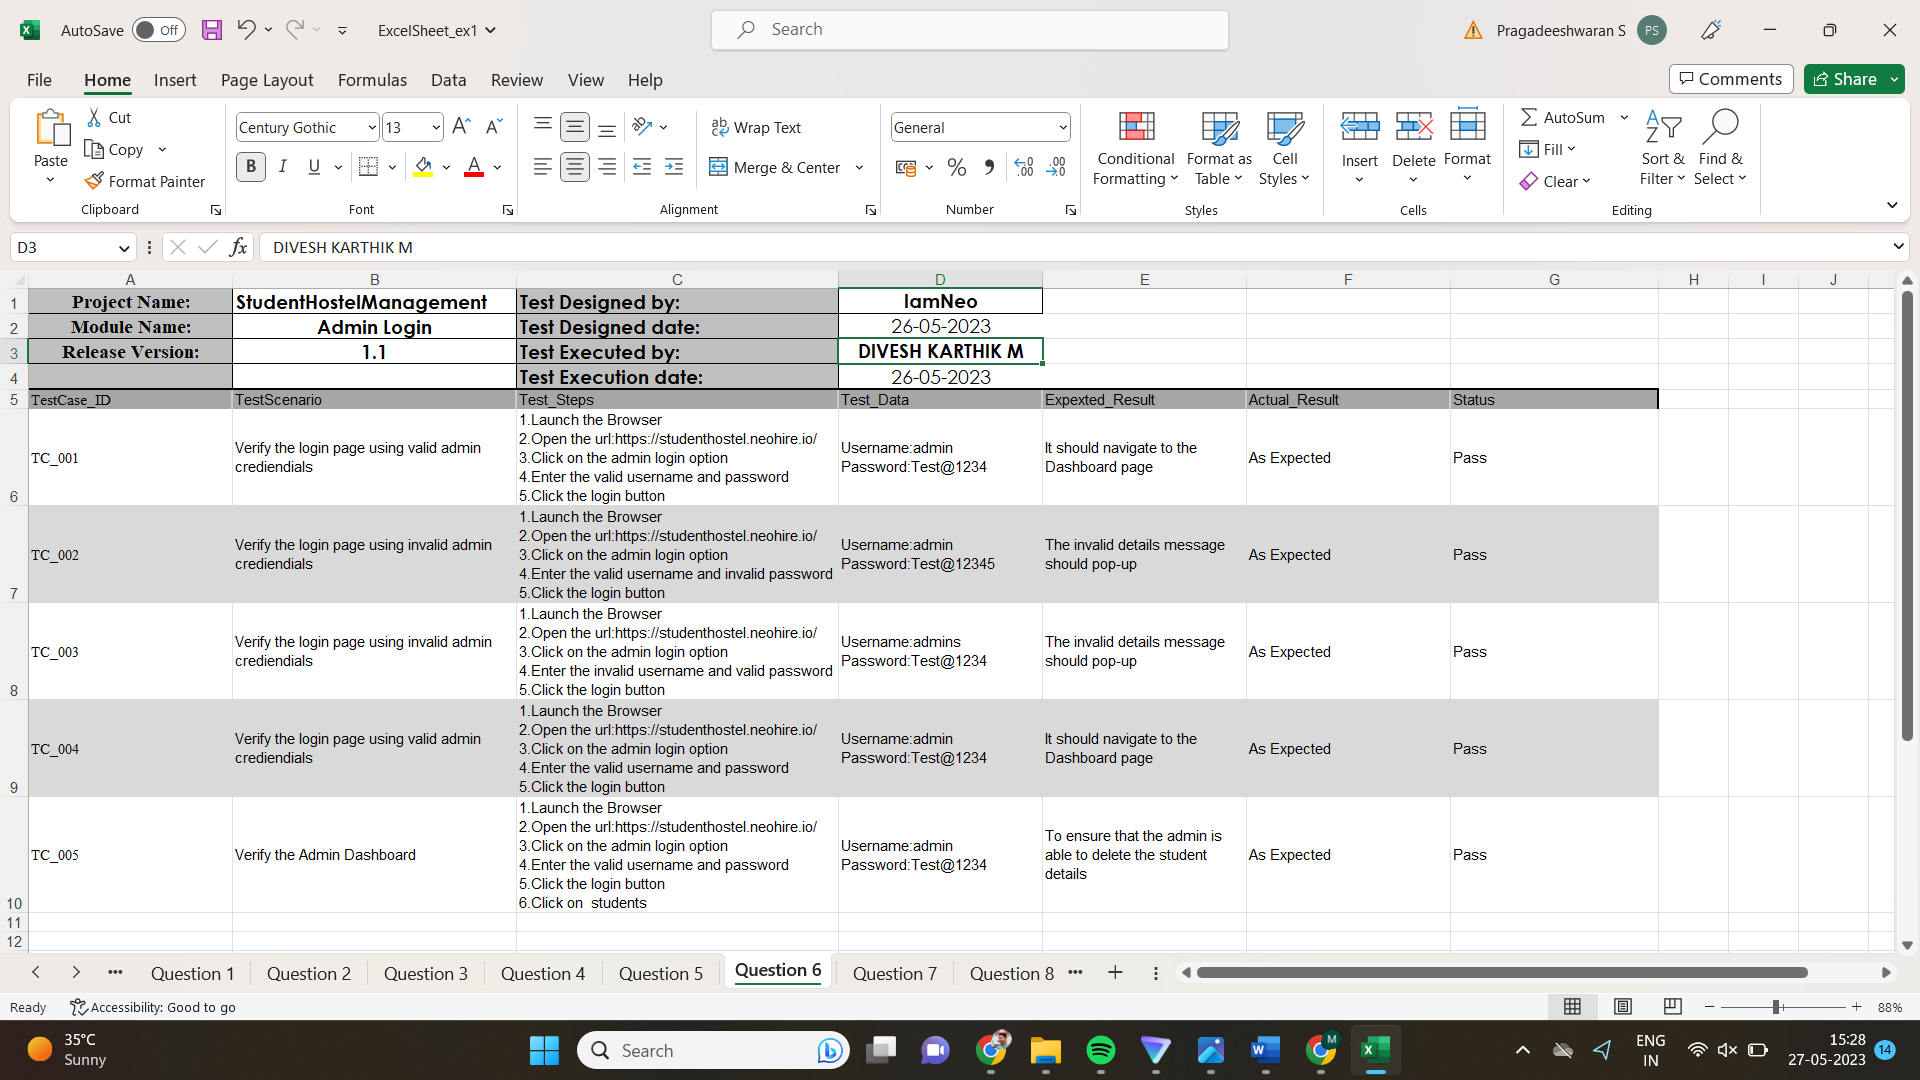 AutoSave Off ExcelSheet_ex1 Search Pragadeeshwaran S PS
File Home Insert Page Layout Formulas Data Review View Help Comments Share
Paste
Cut
Copy
Format Painter
Clipboard
Century Gothic 13
B I U
Font
Wrap Text
Merge & Center
Alignment
General
Number
Conditional Formatting
Format as Table
Cell Styles
Styles
Insert
Delete
Format
Cells
AutoSum
Fill
Clear
Sort & Filter
Find & Select
Editing
D3 fx DIVESH KARTHIK M
A B C D E F G H I J
1 Project Name: StudentHostelManagement Test Designed by: IamNeo
2 Module Name: Admin Login Test Designed date: 26-05-2023
3 Release Version: 1.1 Test Executed by: DIVESH KARTHIK M
4 Test Execution date: 26-05-2023
5 TestCase_ID TestScenario Test_Steps Test_Data Expexted_Result Actual_Result Status
6
TC_001
Verify the login page using valid admin
crediendials
1.Launch the Browser
2.Open the url:https://studenthostel.neohire.io/
3.Click on the admin login option
4.Enter the valid username and password
5.Click the login button
Username:admin
Password:Test@1234
It should navigate to the
Dashboard page
As Expected
Pass
7
TC_002
Verify the login page using invalid admin
crediendials
1.Launch the Browser
2.Open the url:https://studenthostel.neohire.io/
3.Click on the admin login option
4.Enter the valid username and invalid password
5.Click the login button
Username:admin
Password:Test@12345
The invalid details message
should pop-up
As Expected
Pass
8
TC_003
Verify the login page using invalid admin
crediendials
1.Launch the Browser
2.Open the url:https://studenthostel.neohire.io/
3.Click on the admin login option
4.Enter the invalid username and valid password
5.Click the login button
Username:admins
Password:Test@1234
The invalid details message
should pop-up
As Expected
Pass
9
TC_004
Verify the login page using valid admin
crediendials
1.Launch the Browser
2.Open the url:https://studenthostel.neohire.io/
3.Click on the admin login option
4.Enter the valid username and password
5.Click the login button
Username:admin
Password:Test@1234
It should navigate to the
Dashboard page
As Expected
Pass
10
TC_005
Verify the Admin Dashboard
1.Launch the Browser
2.Open the url:https://studenthostel.neohire.io/
3.Click on the admin login option
4.Enter the valid username and password
5.Click the login button
6.Click on  students
Username:admin
Password:Test@1234
To ensure that the admin is
able to delete the student
details
As Expected
Pass
11
12
Question 1 Question 2 Question 3 Question 4 Question 5 Question 6 Question 7 Question 8
Ready Accessibility: Good to go 88%
35°C
Sunny
Search
ENG
IN
15:28
27-05-2023
14